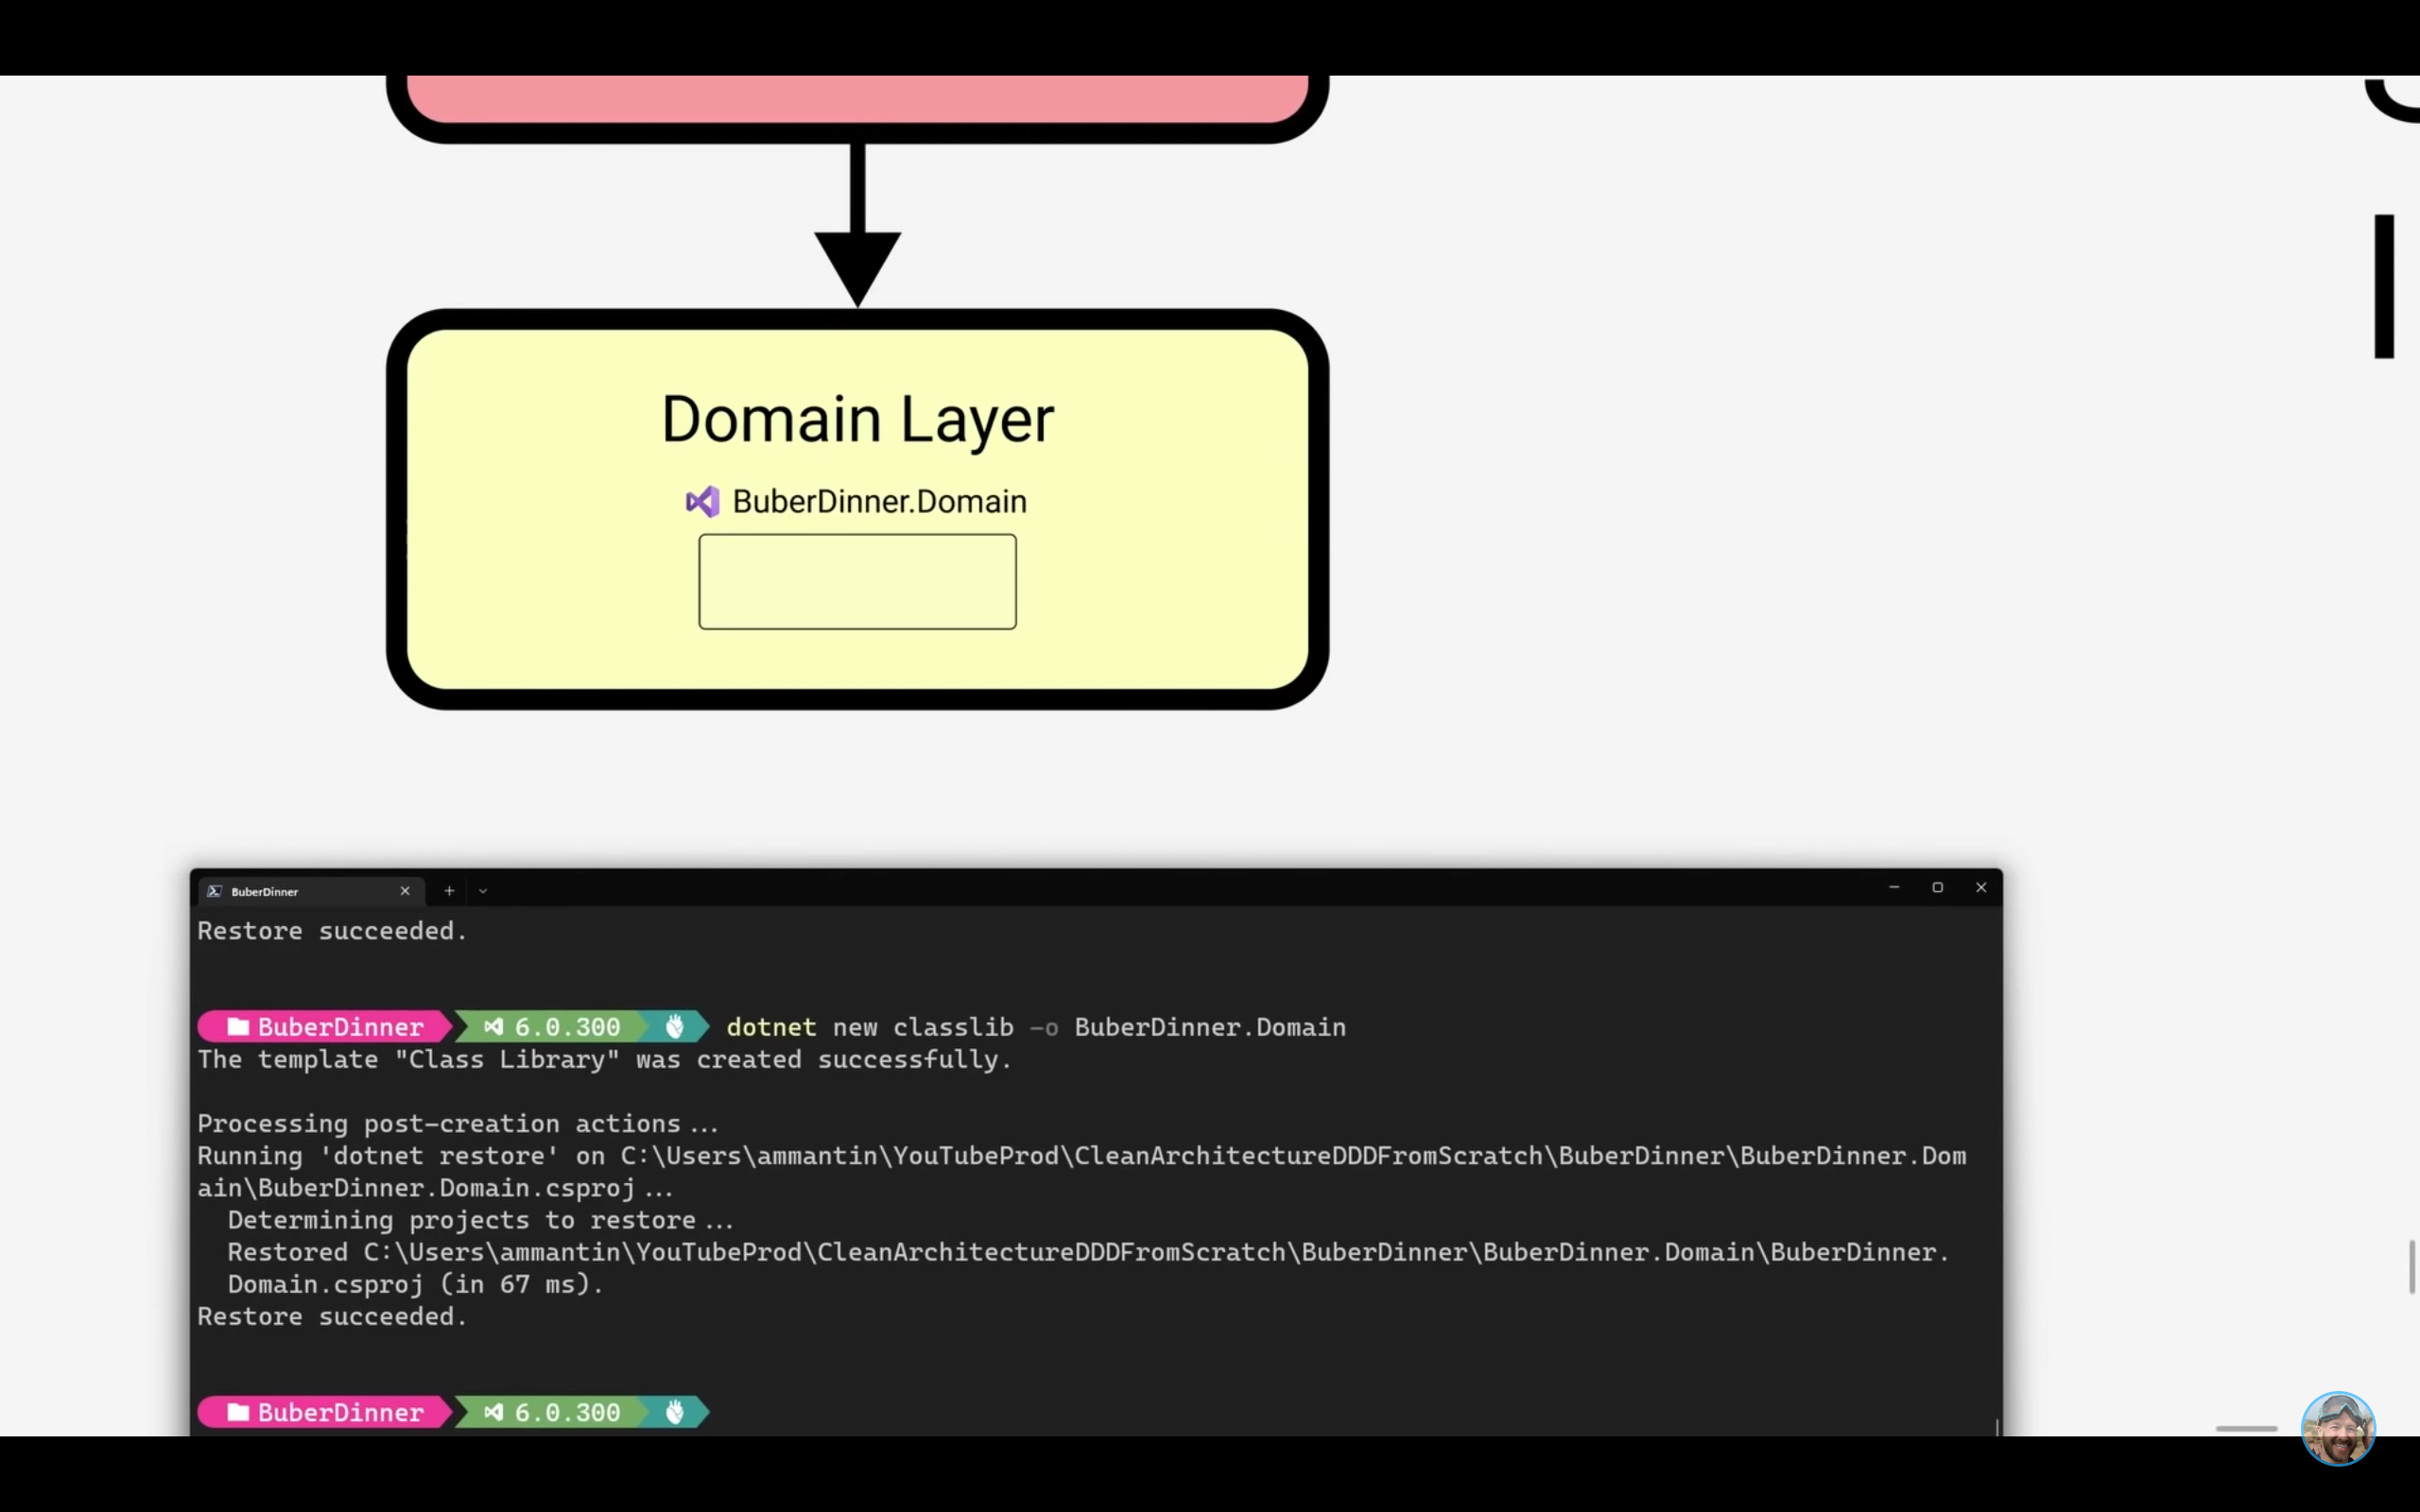 Domain Layer
BuberDinner.Domain
BuberDinner
Restore succeeded.
BuberDinner 6.0.300 dotnet new classlib -o BuberDinner.Domain
The template "Class Library" was created successfully.
Processing post-creation actions...
Running 'dotnet restore' on C:\Users\ammantin\YouTubeProd\CleanArchitectureDDDFromScratch\BuberDinner\BuberDinner.Dom
ain\BuberDinner.Domain.csproj...
Determining projects to restore...
Restored C:\Users\ammantin\YouTubeProd\CleanArchitectureDDDFromScratch\BuberDinner\BuberDinner.Domain\BuberDinner.
Domain.csproj (in 67 ms).
Restore succeeded.
BuberDinner 6.0.300